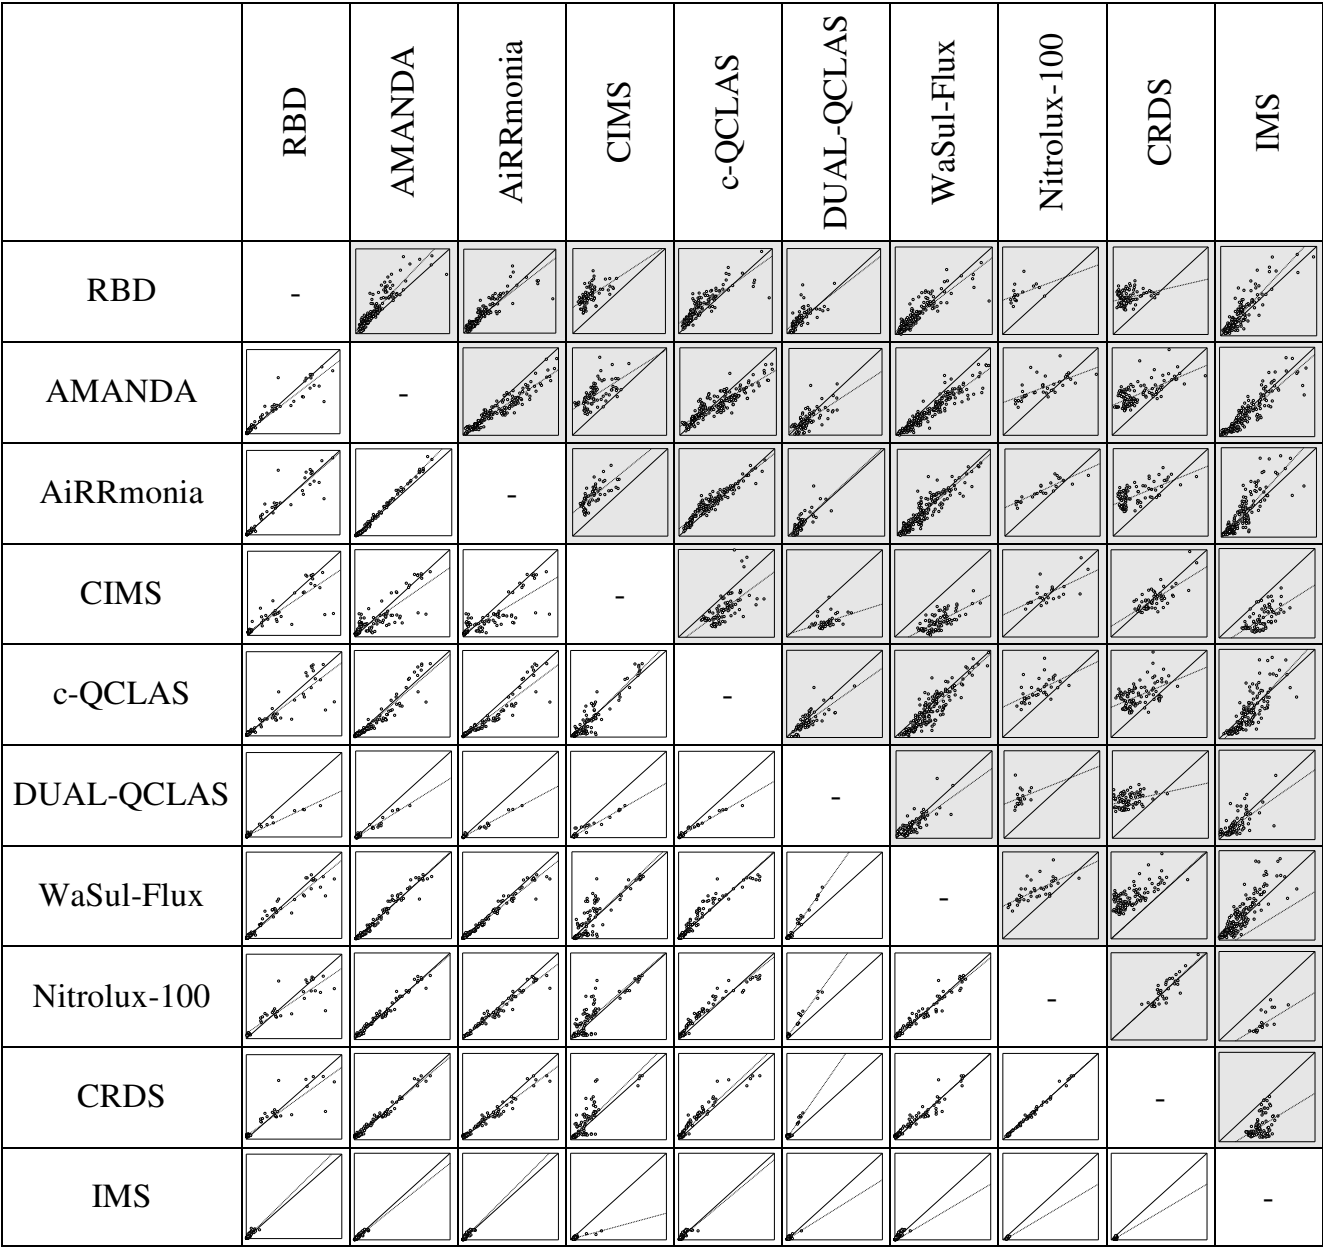 RBD
AMANDA
AiRRmonia
CIMS
c-QCLAS
DUAL-QCLAS
WaSul-Flux
Nitrolux-100
CRDS
IMS
RBD -
AMANDA -
AiRRmonia -
CIMS -
c-QCLAS -
DUAL-QCLAS -
WaSul-Flux -
Nitrolux-100 -
CRDS -
IMS -